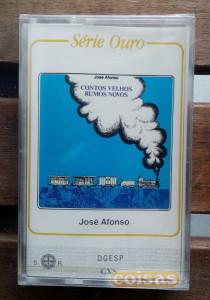 Série Ouro
José Afonso
CONTOS VELHOS
RUMOS NOVOS
José Afonso
S R
DGESP
coisas